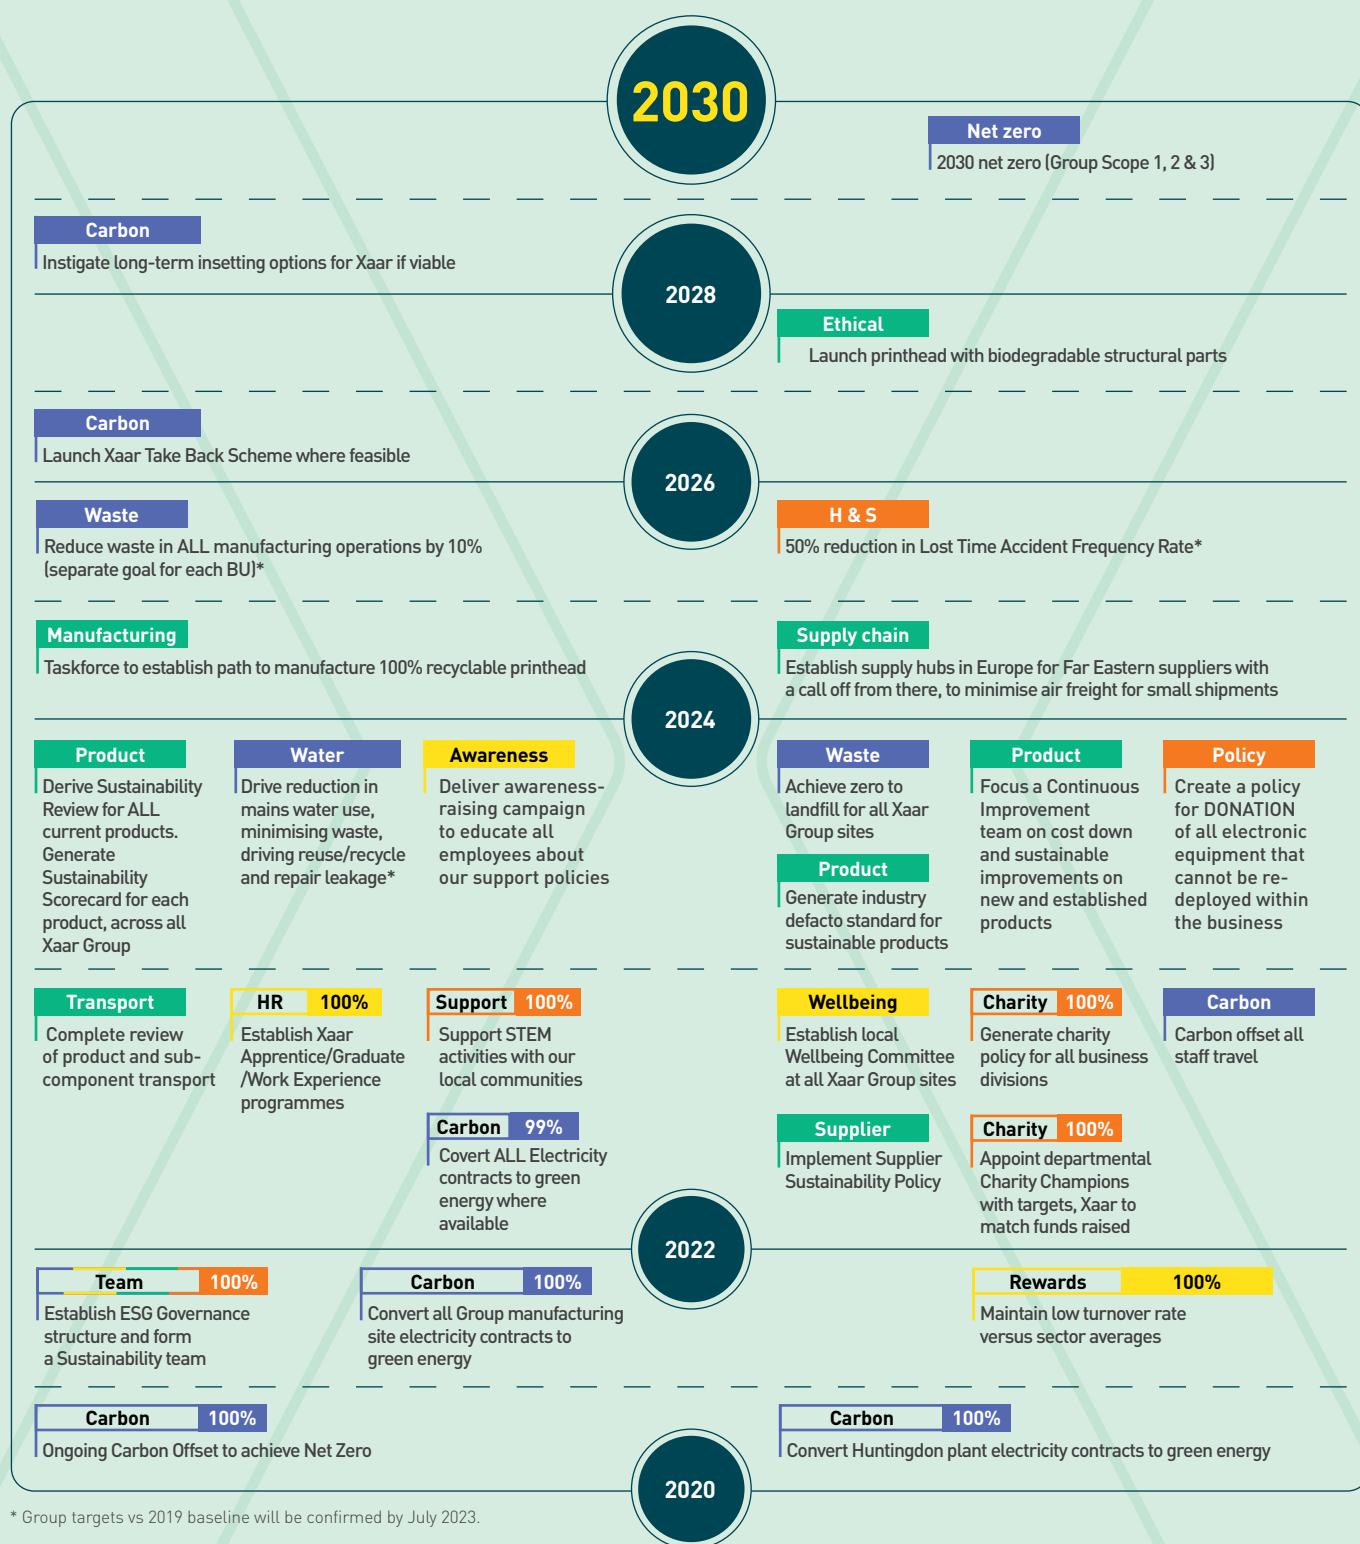 2030
Net zero
2030 net zero (Group Scope 1, 2 & 3)
Carbon
Instigate long-term insetting options for Xaar if viable
2028
Ethical
Launch printhead with biodegradable structural parts
Carbon
Launch Xaar Take Back Scheme where feasible
2026
Waste
Reduce waste in ALL manufacturing operations by 10%
(separate goal for each BU)*
H & S
50% reduction in Lost Time Accident Frequency Rate*
Manufacturing
Taskforce to establish path to manufacture 100% recyclable printhead
Supply chain
Establish supply hubs in Europe for Far Eastern suppliers with
a call off from there, to minimise air freight for small shipments
2024
Product
Derive Sustainability
Review for ALL
current products.
Generate
Sustainability
Scorecard for each
product, across all
Xaar Group
Water
Drive reduction in
mains water use,
minimising waste,
driving reuse/recycle
and repair leakage*
Awareness
Deliver awareness-
raising campaign
to educate all
employees about
our support policies
Waste
Achieve zero to
landfill for all Xaar
Group sites
Product
Generate industry
defacto standard for
sustainable products
Product
Focus a Continuous
Improvement
team on cost down
and sustainable
improvements on
new and established
products
Policy
Create a policy
for DONATION
of all electronic
equipment that
cannot be re-
deployed within
the business
Transport
Complete review
of product and sub-
component transport
HR 100%
Establish Xaar
Apprentice/Graduate
/Work Experience
programmes
Support 100%
Support STEM
activities with our
local communities
Carbon 99%
Covert ALL Electricity
contracts to green
energy where
available
Wellbeing
Establish local
Wellbeing Committee
at all Xaar Group sites
Supplier
Implement Supplier
Sustainability Policy
Charity 100%
Generate charity
policy for all business
divisions
Charity 100%
Appoint departmental
Charity Champions
with targets, Xaar to
match funds raised
Carbon
Carbon offset all
staff travel
2022
Team 100%
Establish ESG Governance
structure and form
a Sustainability team
Carbon 100%
Convert all Group manufacturing
site electricity contracts to
green energy
Rewards 100%
Maintain low turnover rate
versus sector averages
Carbon 100%
Ongoing Carbon Offset to achieve Net Zero
Carbon 100%
Convert Huntingdon plant electricity contracts to green energy
2020
* Group targets vs 2019 baseline will be confirmed by July 2023.